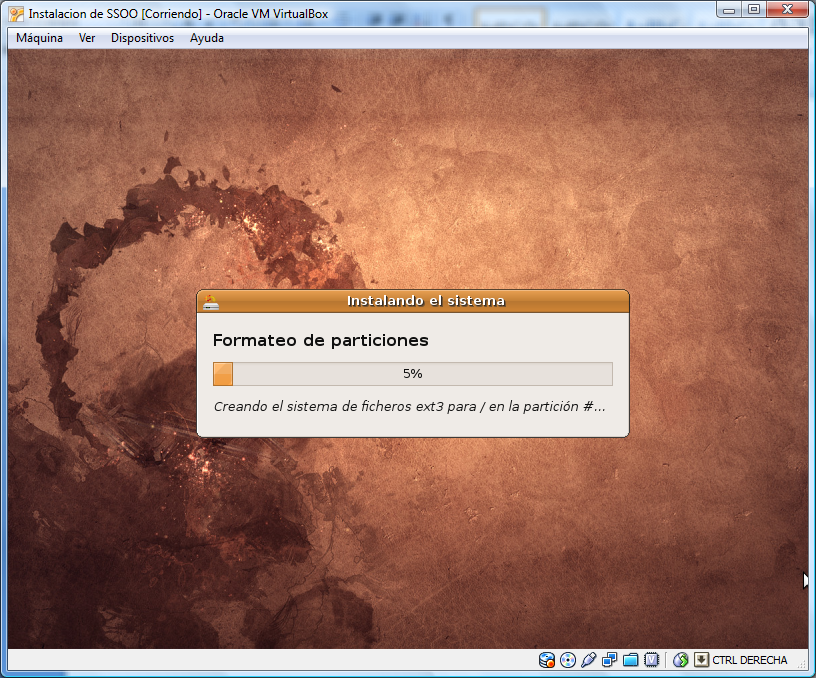 Instalacion de SSOO [Corriendo] - Oracle VM VirtualBox
Máquina Ver Dispositivos Ayuda
Instalando el sistema
Formateo de particiones
5%
Creando el sistema de ficheros ext3 para / en la partición #...
CTRL DERECHA